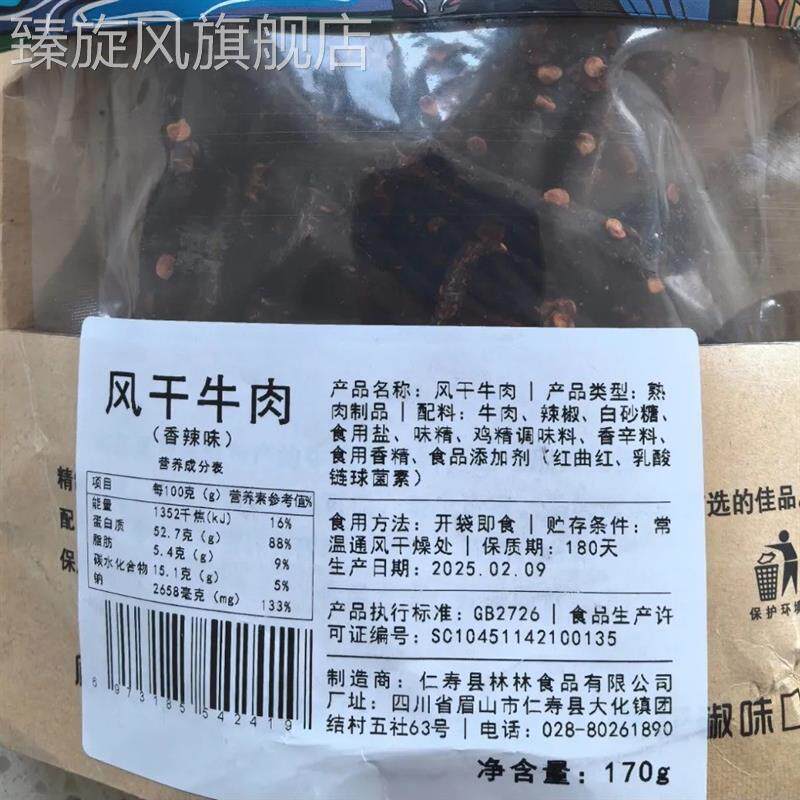 臻旋风旗舰店
风干牛肉
（香辣味）
营养成分表
项目 每100克（g） 营养素参考值%
能量 1352千焦(kJ) 16%
蛋白质 52.7克（g） 88%
脂肪 5.4克（g） 9%
碳水化合物 15.1克（g） 5%
钠 2658毫克（mg） 133%
6973185542419
产品名称：风干牛肉 | 产品类型：熟
肉制品 | 配料：牛肉、辣椒、白砂糖、
食用盐、味精、鸡精调味料、香辛料、
食用香精、食品添加剂（红曲红、乳酸
链球菌素）
食用方法：开袋即食 | 贮存条件：常
温通风干燥处 | 保质期：180天
生产日期：2025.02.09
产品执行标准：GB2726 | 食品生产许
可证编号：SC10451142100135
制造商：仁寿县林林食品有限公司
厂址：四川省眉山市仁寿县大化镇团
结村五社63号 | 电话：028-80261890
净含量：170g
精
配
保
选的佳品
保护环境
椒味